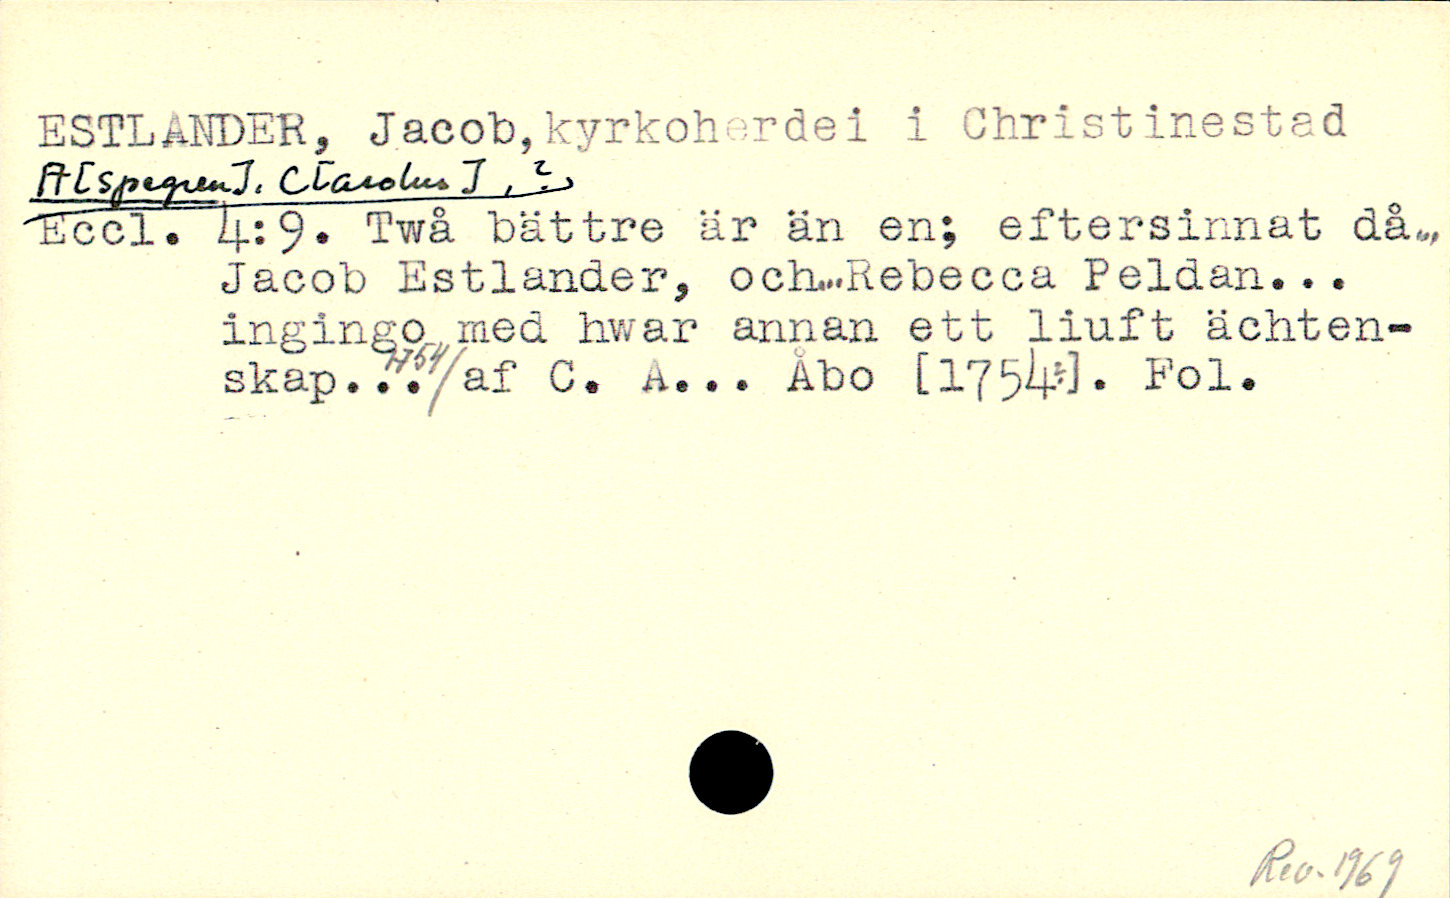 ESTLANDER, Jacob, kyrkoherdei i Christinestad
A[spegren]. C[arolus], ?
Eccl. 4:9. Twå bättre är än en; eftersinnat då...
Jacob Estlander, och...Rebecca Peldan...
ingingo med hwar annan ett liuft ächten-
skap... 1754/ af C. A... Åbo [1754]. Fol.
Rev. 1969